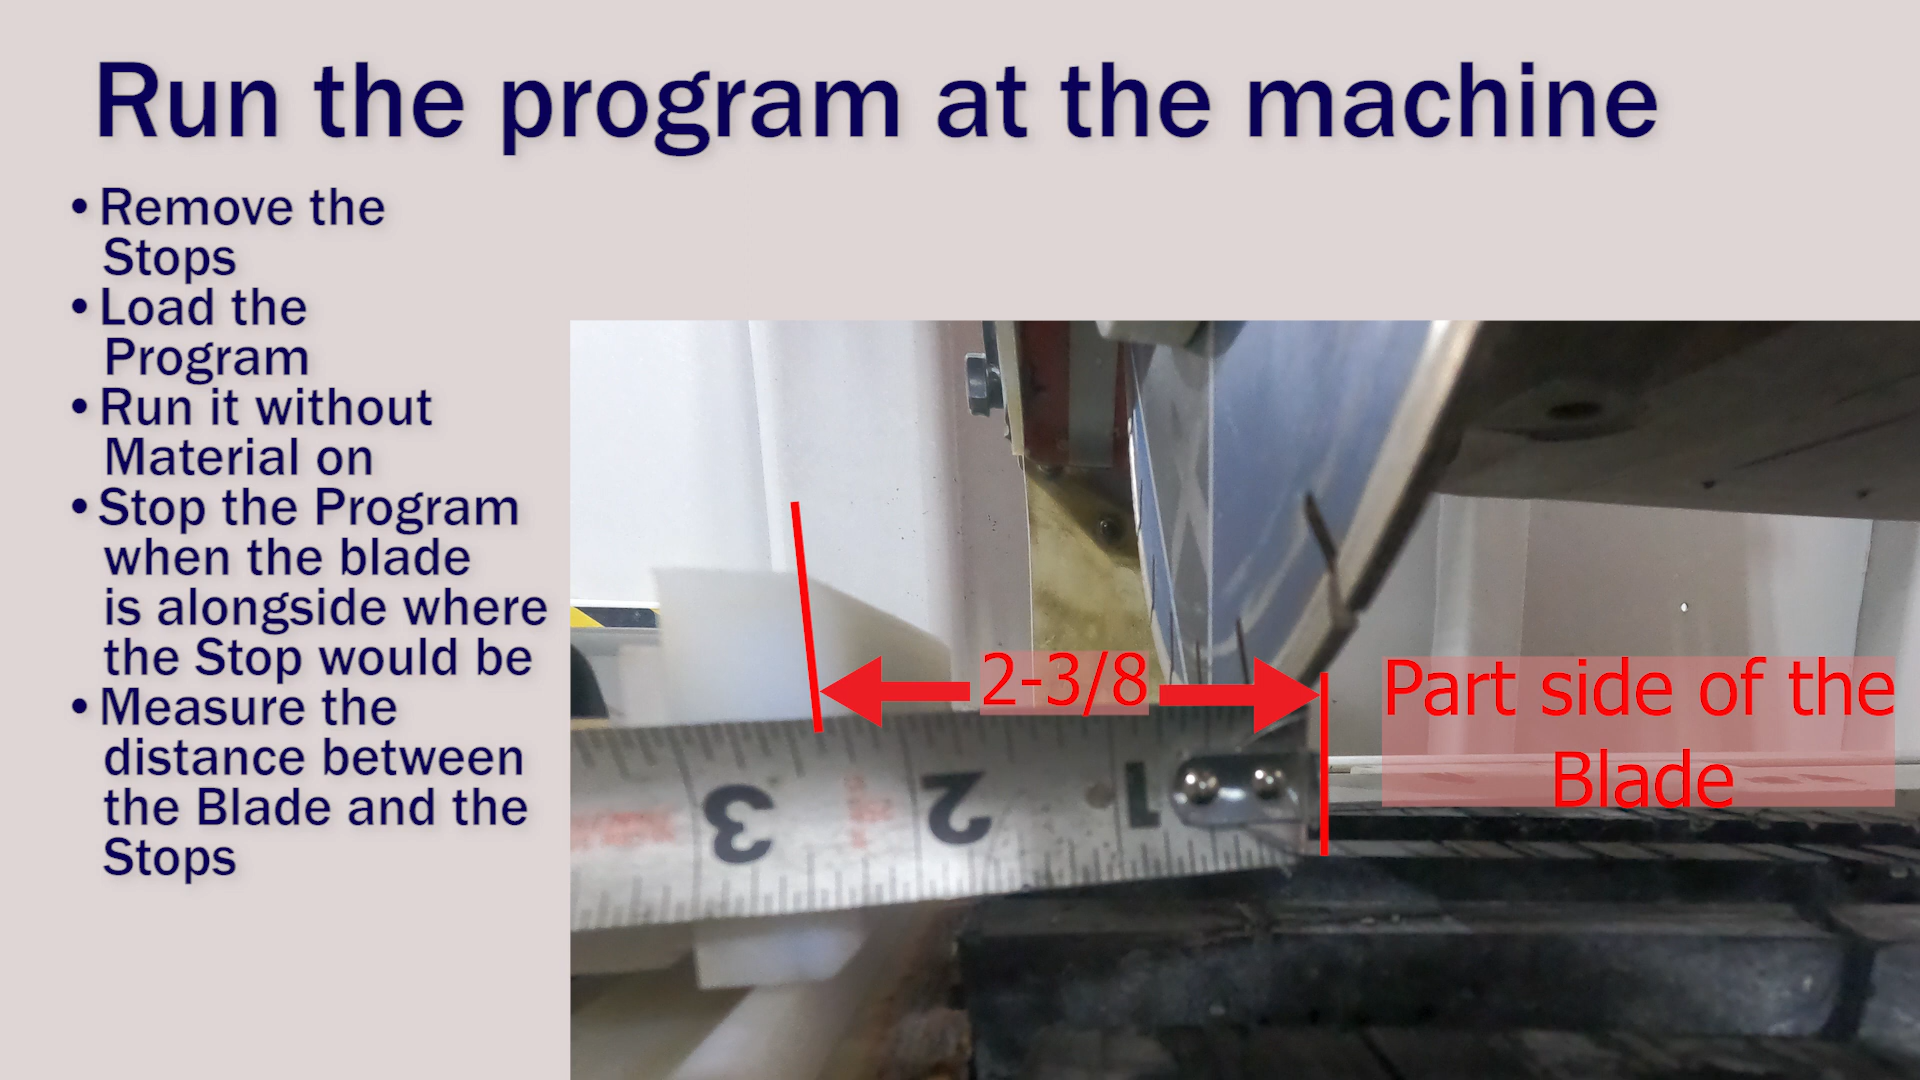 Run the program at the machine
• Remove the
Stops
• Load the
Program
• Run it without
Material on
• Stop the Program
when the blade
is alongside where
the Stop would be
• Measure the
distance between
the Blade and the
Stops
2-3/8
Part side of the
Blade
3
2
1